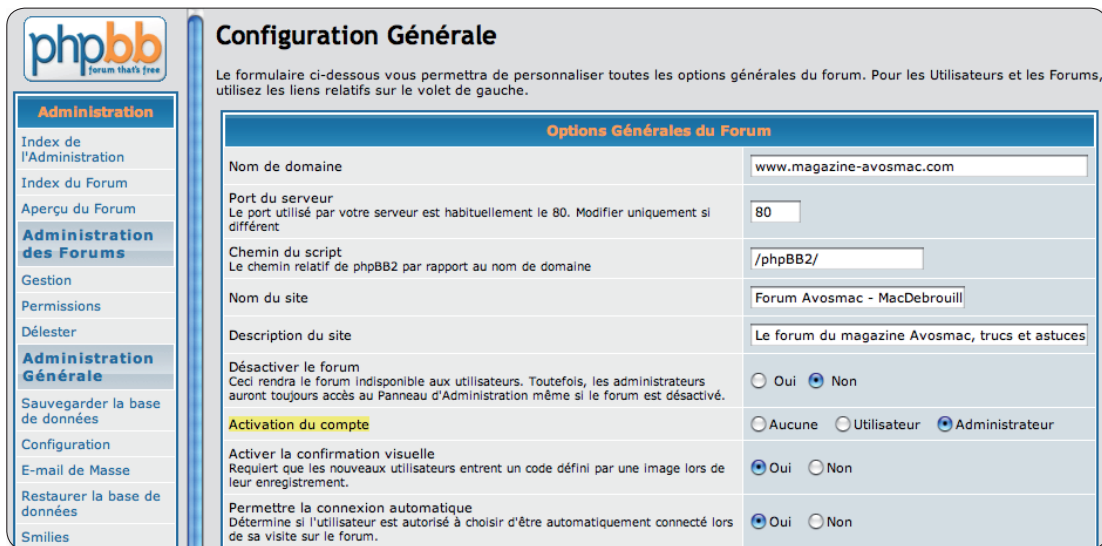 phpbb
forum that's free
Administration
Index de
l'Administration
Index du Forum
Aperçu du Forum
Administration
des Forums
Gestion
Permissions
Délester
Administration
Générale
Sauvegarder la base
de données
Configuration
E-mail de Masse
Restaurer la base de
données
Smilies
Configuration Générale
Le formulaire ci-dessous vous permettra de personnaliser toutes les options générales du forum. Pour les Utilisateurs et les Forums,
utilisez les liens relatifs sur le volet de gauche.
Options Générales du Forum
Nom de domaine
www.magazine-avosmac.com
Port du serveur
Le port utilisé par votre serveur est habituellement le 80. Modifier uniquement si
différent
80
Chemin du script
Le chemin relatif de phpBB2 par rapport au nom de domaine
/phpBB2/
Nom du site
Forum Avosmac - MacDebrouill
Description du site
Le forum du magazine Avosmac, trucs et astuces
Désactiver le forum
Ceci rendra le forum indisponible aux utilisateurs. Toutefois, les administrateurs
auront toujours accès au Panneau d'Administration même si le forum est désactivé.
Oui Non
Activation du compte
Aucune Utilisateur Administrateur
Activer la confirmation visuelle
Requiert que les nouveaux utilisateurs entrent un code défini par une image lors de
leur enregistrement.
Oui Non
Permettre la connexion automatique
Détermine si l'utilisateur est autorisé à choisir d'être automatiquement connecté lors
de sa visite sur le forum.
Oui Non